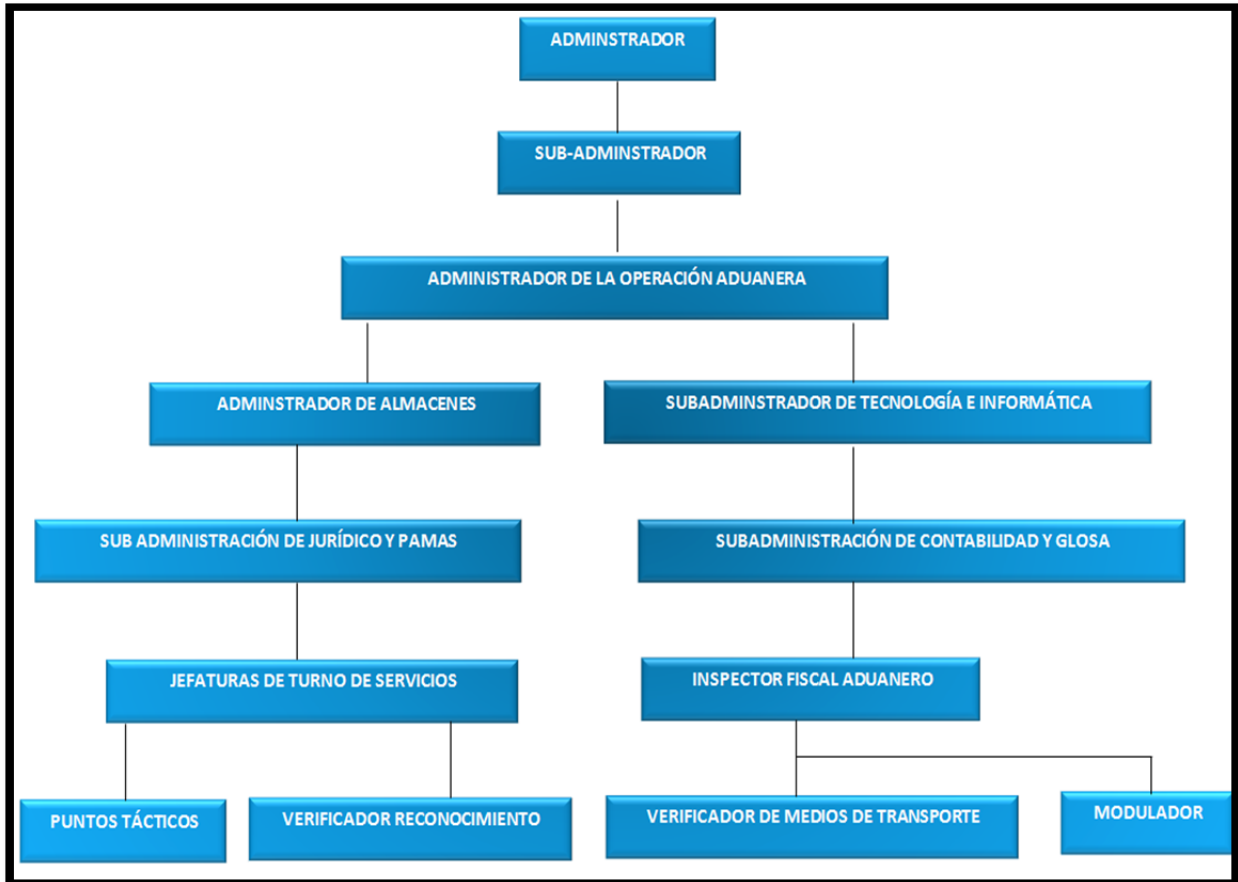 ADMINSTRADOR
SUB-ADMINSTRADOR
ADMINISTRADOR DE LA OPERACIÓN ADUANERA
ADMINSTRADOR DE ALMACENES
SUBADMINSTRADOR DE TECNOLOGÍA E INFORMÁTICA
SUB ADMINISTRACIÓN DE JURÍDICO Y PAMAS
SUBADMINISTRACIÓN DE CONTABILIDAD Y GLOSA
JEFATURAS DE TURNO DE SERVICIOS
INSPECTOR FISCAL ADUANERO
PUNTOS TÁCTICOS
VERIFICADOR RECONOCIMIENTO
VERIFICADOR DE MEDIOS DE TRANSPORTE
MODULADOR